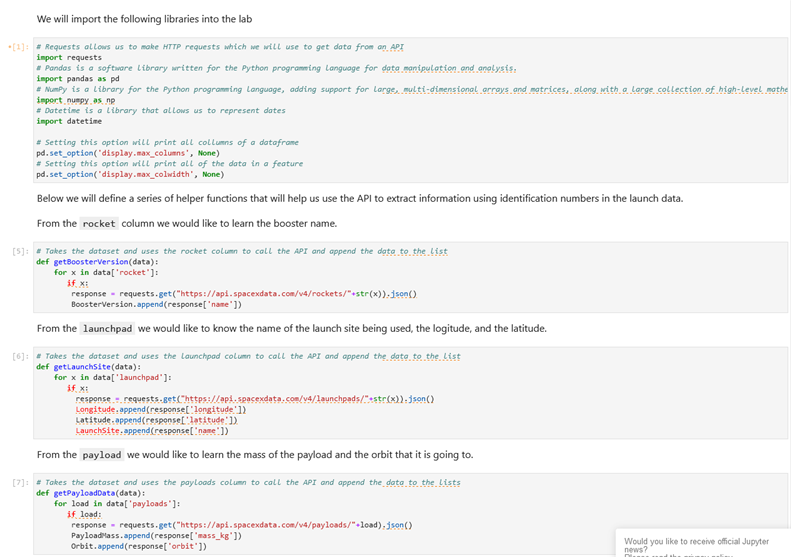 We will import the following libraries into the lab
[1]:
# Requests allows us to make HTTP requests which we will use to get data from an API
import requests
# Pandas is a software library written for the Python programming language for data manipulation and analysis.
import pandas as pd
# NumPy is a library for the Python programming language, adding support for large, multi-dimensional arrays and matrices, along with a large collection of high-level mathe
import numpy as np
# Datetime is a library that allows us to represent dates
import datetime
# Setting this option will print all collumns of a dataframe
pd.set_option('display.max_columns', None)
# Setting this option will print all of the data in a feature
pd.set_option('display.max_colwidth', None)
Below we will define a series of helper functions that will help us use the API to extract information using identification numbers in the launch data.
From the rocket column we would like to learn the booster name.
[5]:
# Takes the dataset and uses the rocket column to call the API and append the data to the list
def getBoosterVersion(data):
for x in data['rocket']:
if x:
response = requests.get("https://api.spacexdata.com/v4/rockets/"+str(x)).json()
BoosterVersion.append(response['name'])
From the launchpad we would like to know the name of the launch site being used, the logitude, and the latitude.
[6]:
# Takes the dataset and uses the launchpad column to call the API and append the data to the list
def getLaunchSite(data):
for x in data['launchpad']:
if x:
response = requests.get("https://api.spacexdata.com/v4/launchpads/"+str(x)).json()
Longitude.append(response['longitude'])
Latitude.append(response['latitude'])
LaunchSite.append(response['name'])
From the payload we would like to learn the mass of the payload and the orbit that it is going to.
[7]:
# Takes the dataset and uses the payloads column to call the API and append the data to the lists
def getPayloadData(data):
for load in data['payloads']:
if load:
response = requests.get("https://api.spacexdata.com/v4/payloads/"+load).json()
PayloadMass.append(response['mass_kg'])
Orbit.append(response['orbit'])
Would you like to receive official Jupyter
news?
Please read the privacy policy